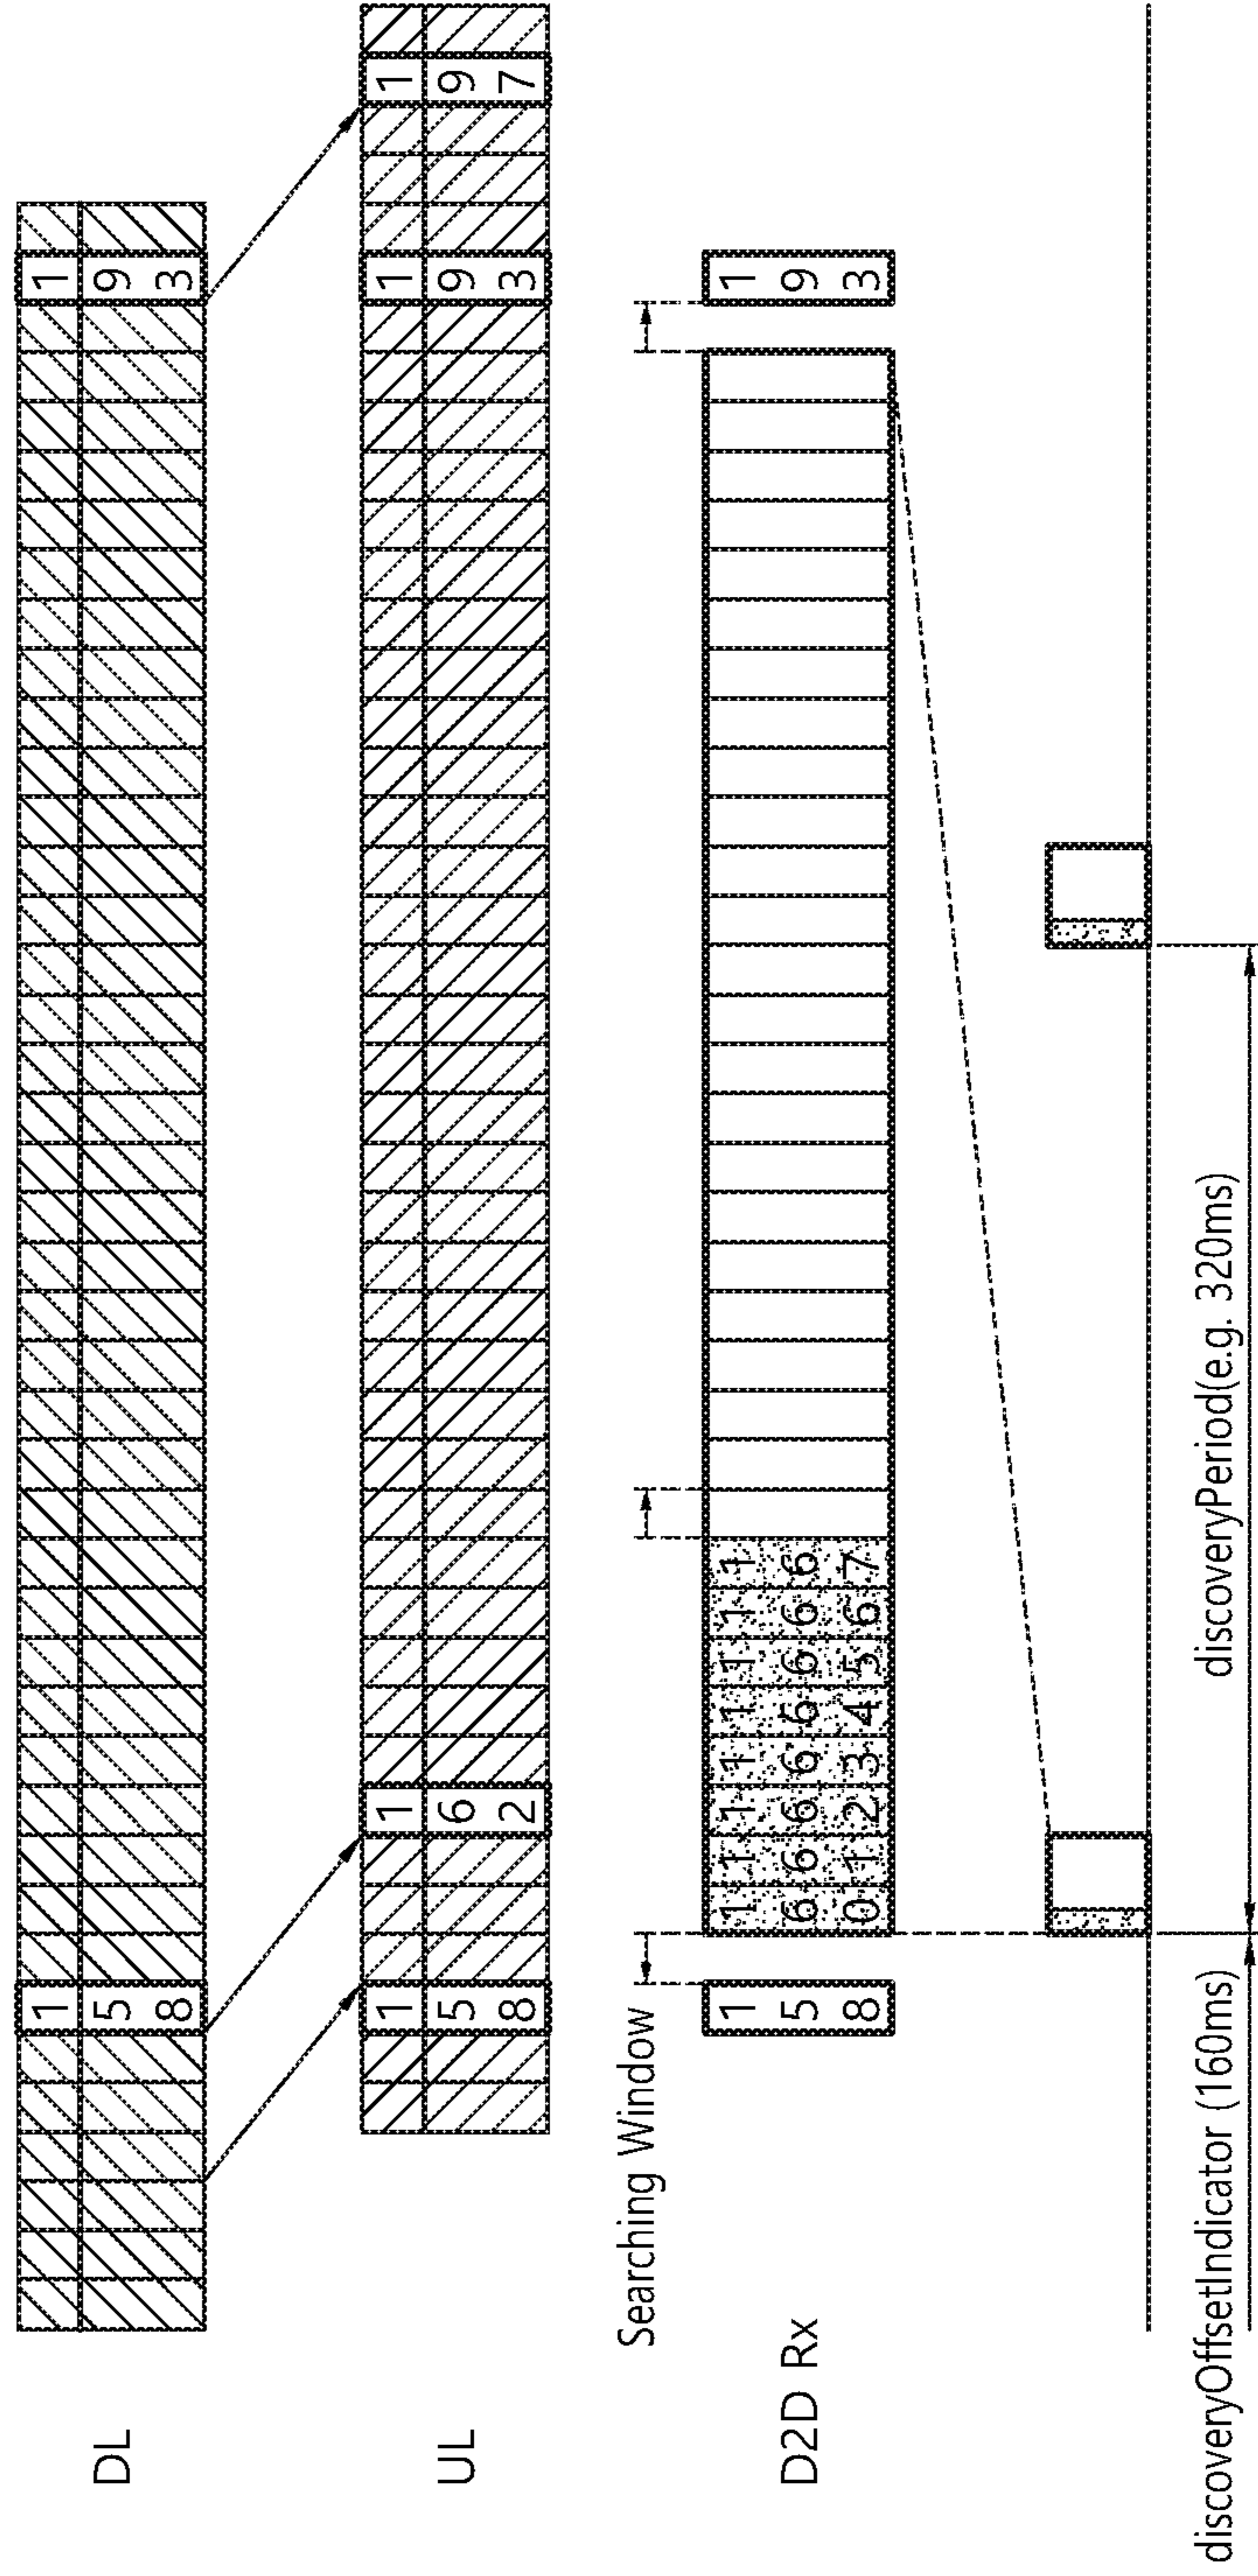 DL
158
193
UL
158
162
193
197
Searching Window
D2D Rx
158
160
161
162
163
164
165
166
167
193
discoveryOffsetIndicator (160ms)
discoveryPeriod(e.g. 320ms)